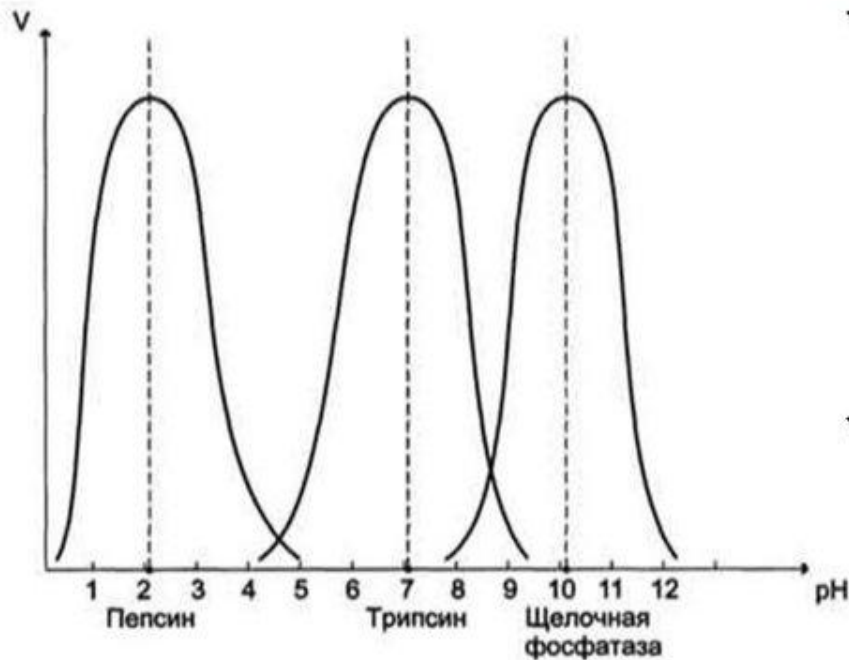 V
1 2 3 4 5 6 7 8 9 10 11 12 pH
Пепсин Трипсин Щелочная
фосфатаза